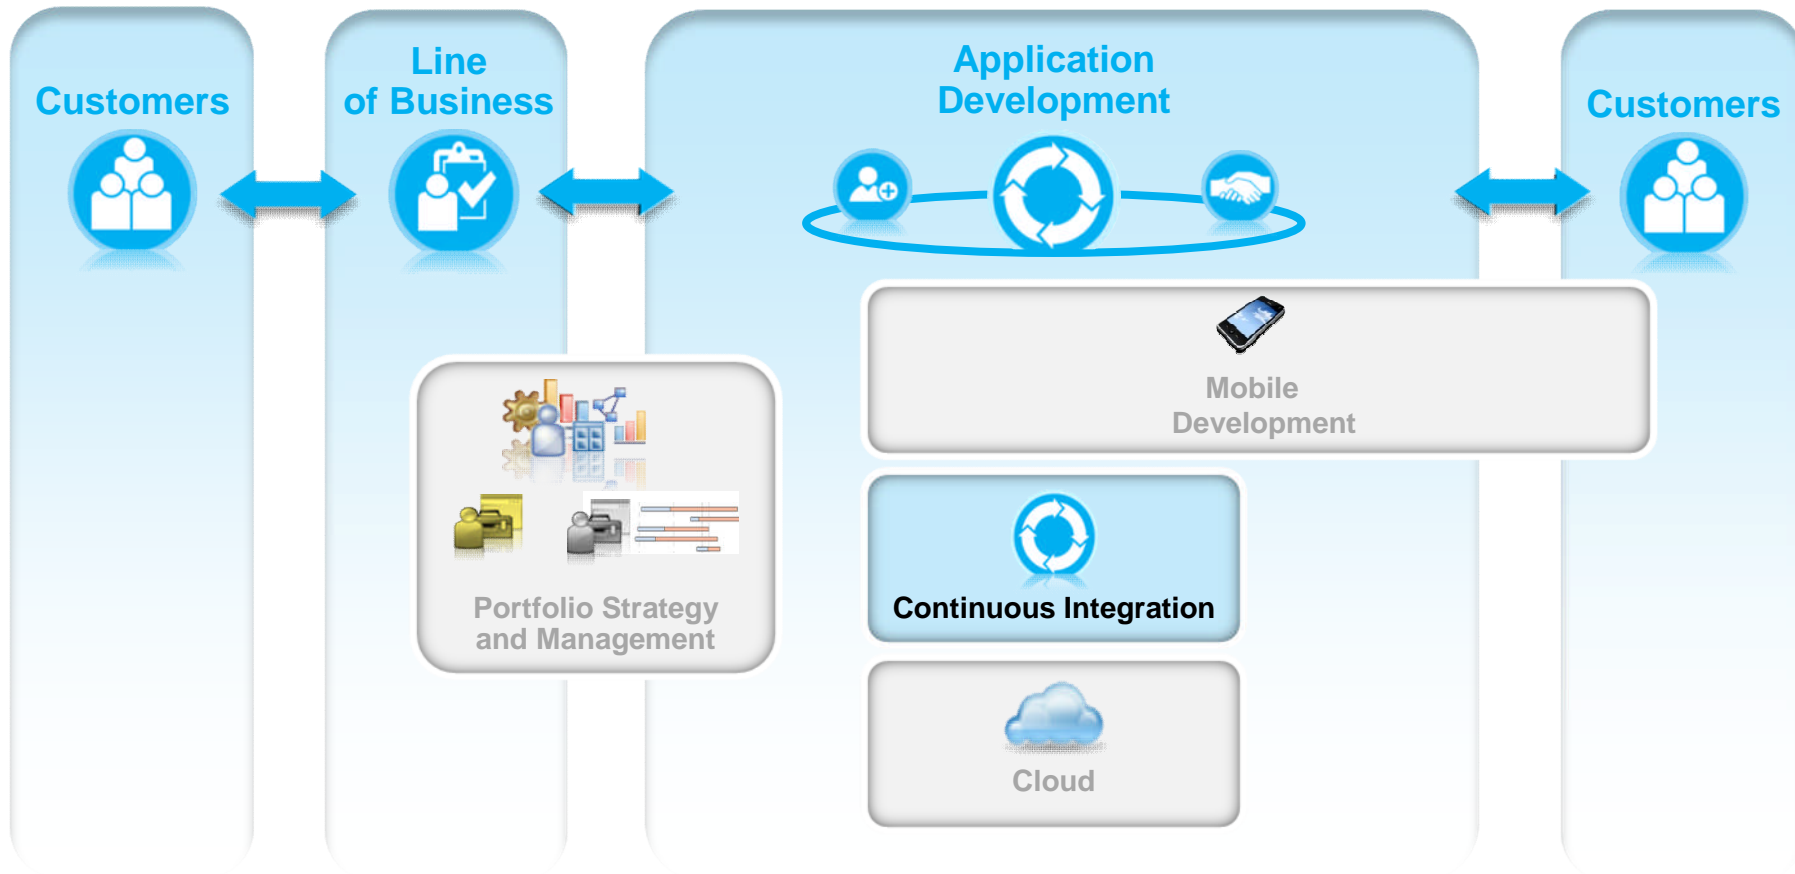 Customers
Line
of Business
Application
Development
Customers
Mobile
Development
Portfolio Strategy
and Management
Continuous Integration
Cloud